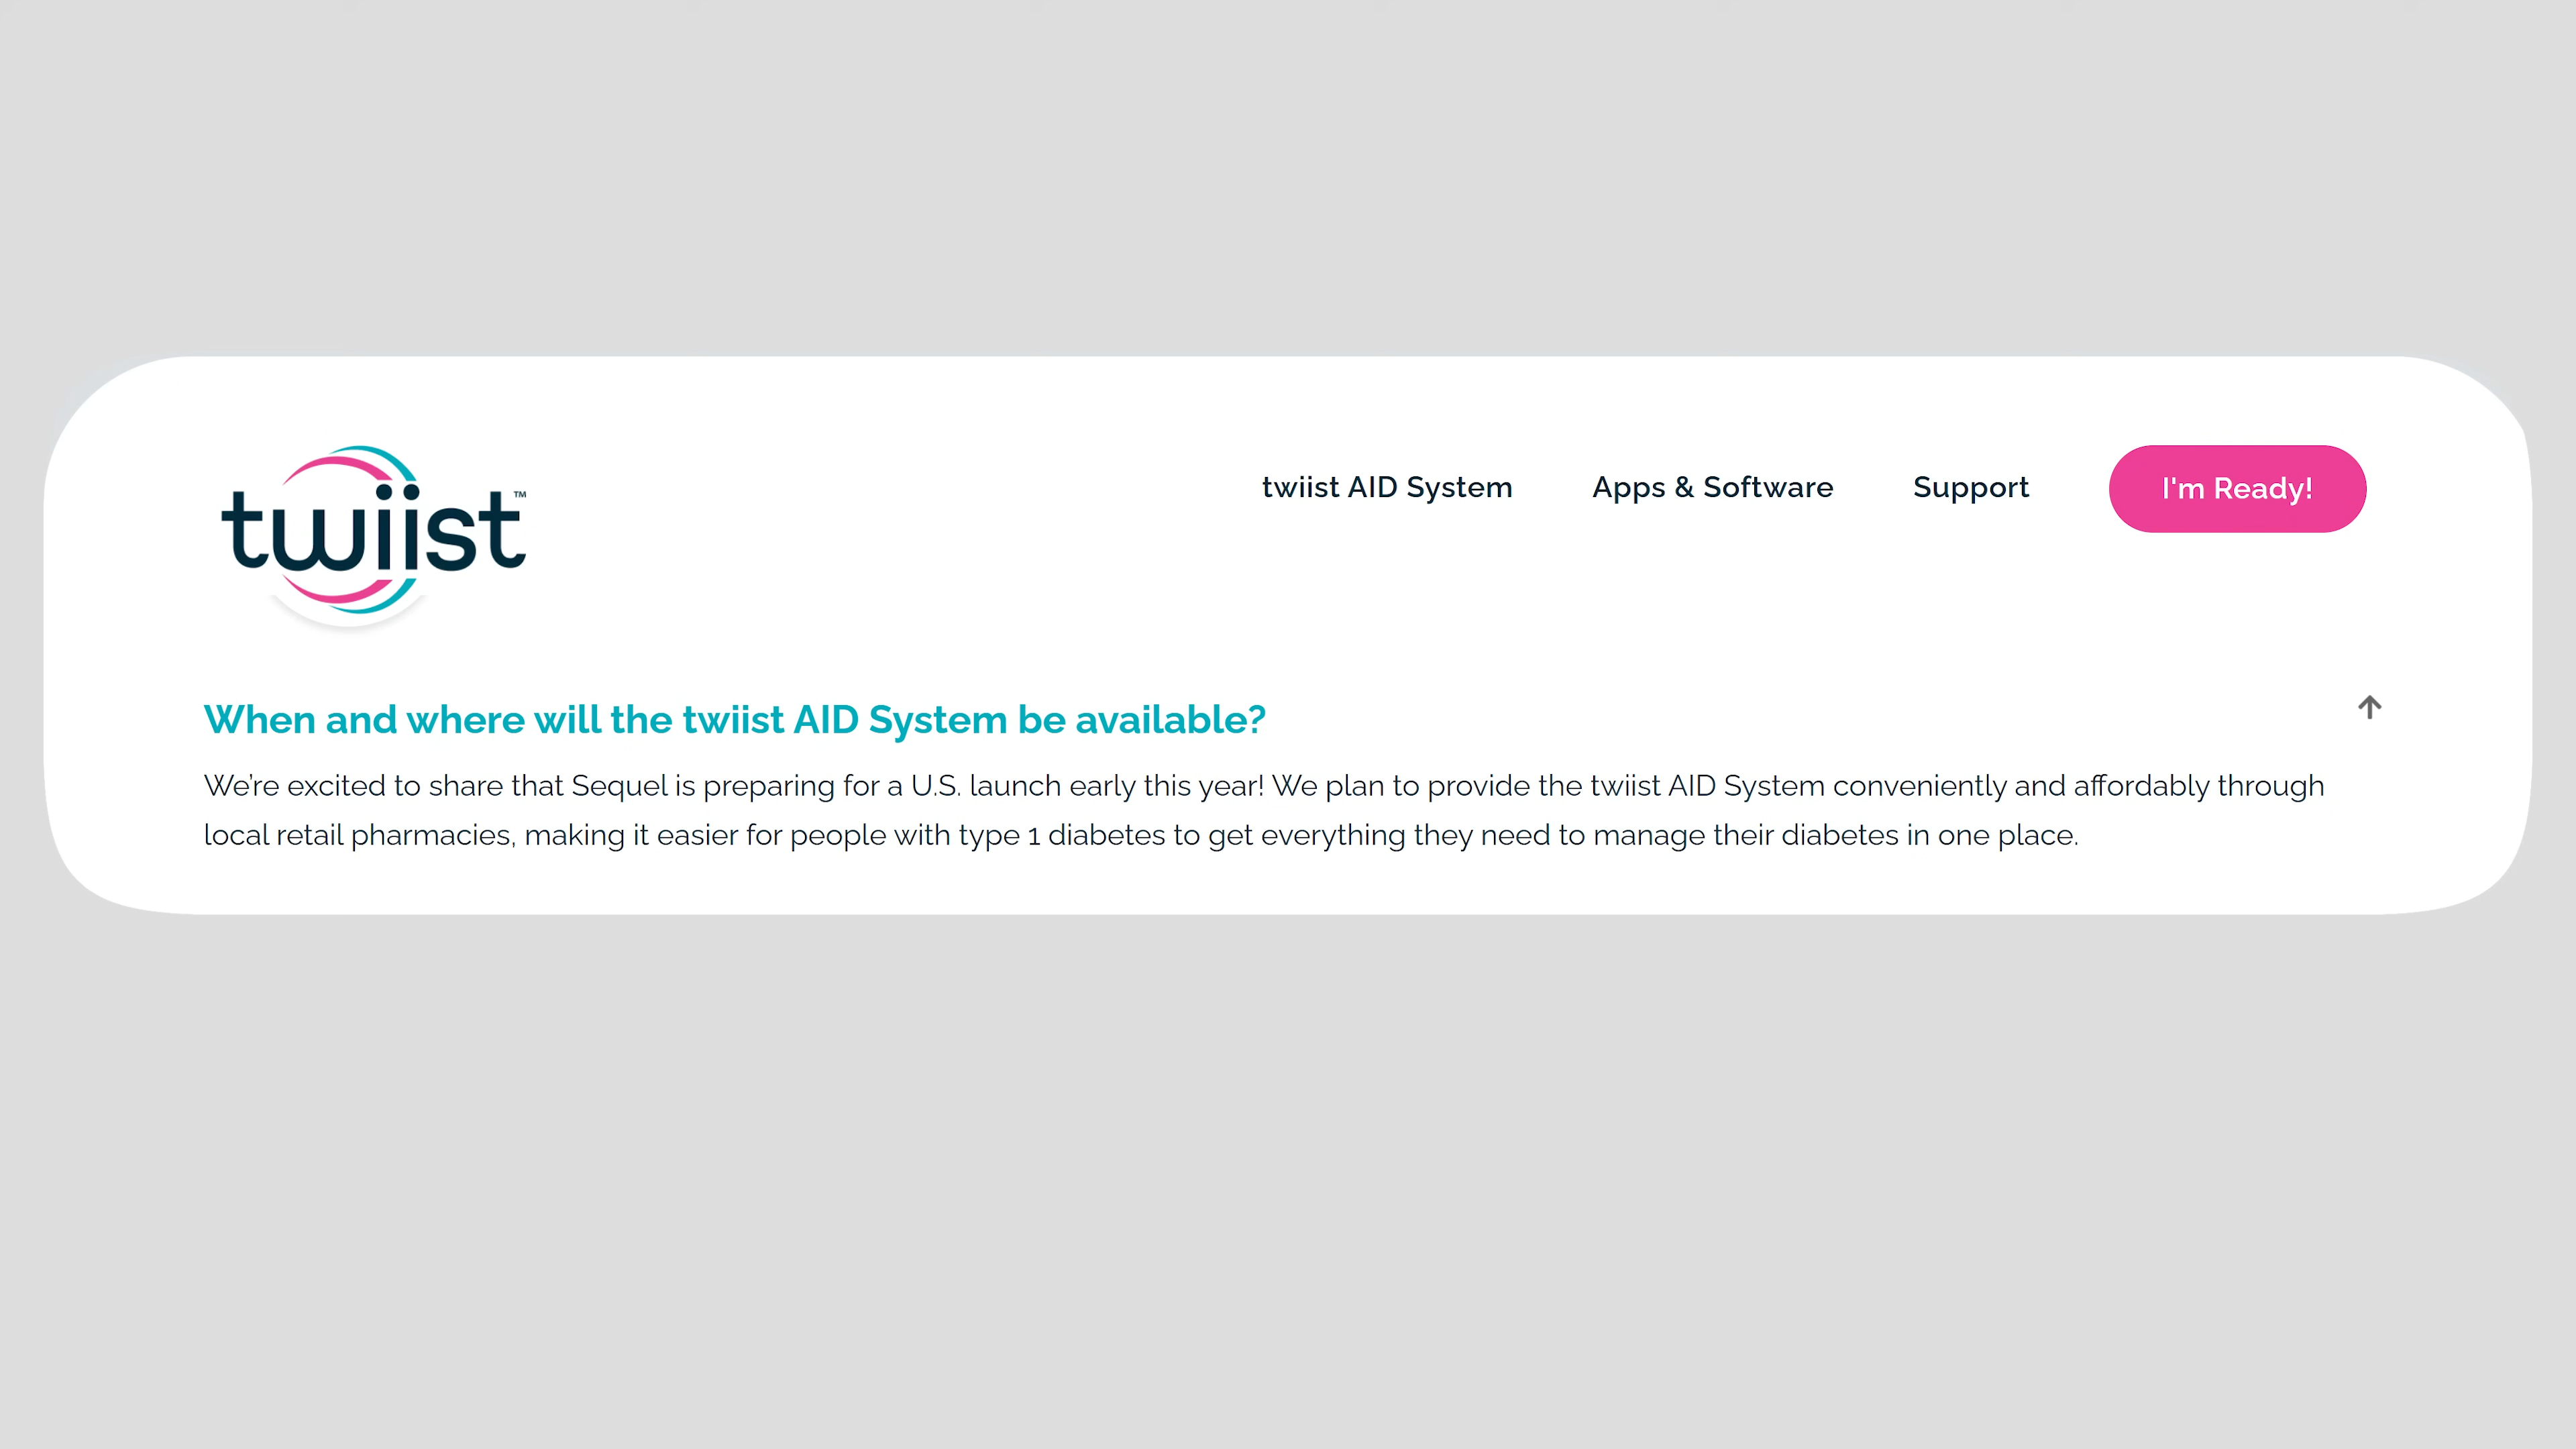 twiist™
twiist AID System
Apps & Software
Support
I'm Ready!
When and where will the twiist AID System be available?
We’re excited to share that Sequel is preparing for a U.S. launch early this year! We plan to provide the twiist AID System conveniently and affordably through
local retail pharmacies, making it easier for people with type 1 diabetes to get everything they need to manage their diabetes in one place.